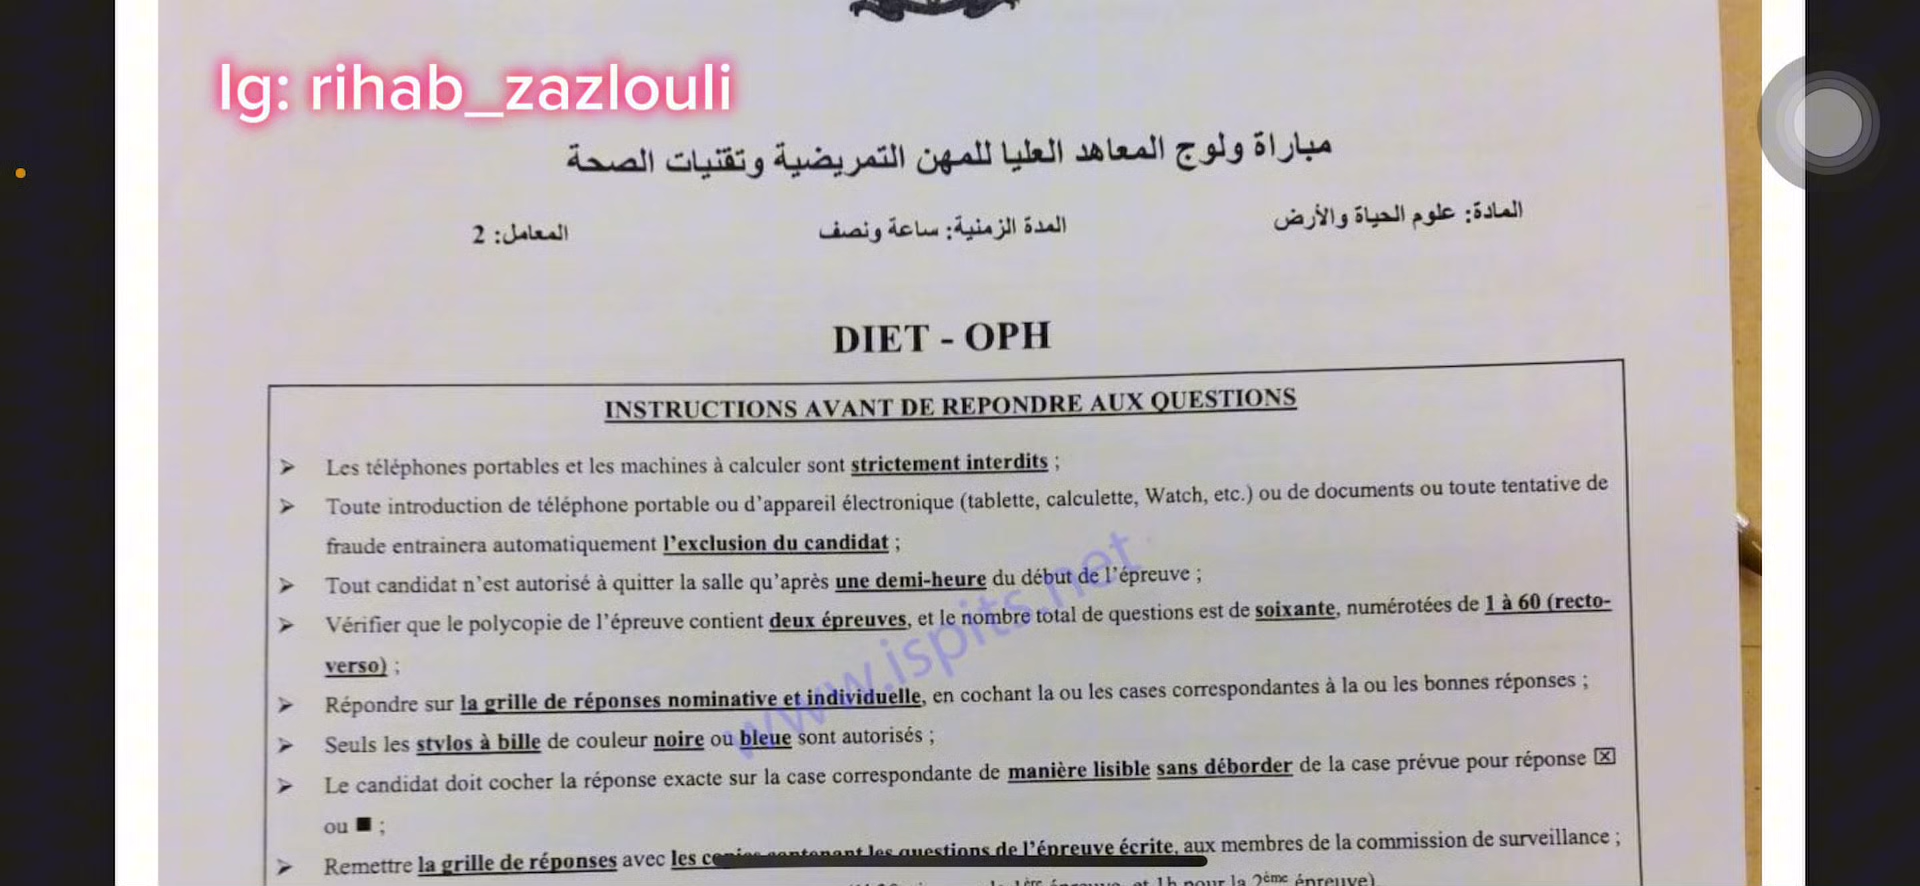 Ig: rihab_zazlouli
مباراة ولوج المعاهد العليا للمهن التمريضية وتقنيات الصحة
المادة: علوم الحياة والأرض المدة الزمنية: ساعة ونصف المعامل: 2
DIET - OPH
INSTRUCTIONS AVANT DE REPONDRE AUX QUESTIONS
➢ Les téléphones portables et les machines à calculer sont strictement interdits ;
➢ Toute introduction de téléphone portable ou d’appareil électronique (tablette, calculette, Watch, etc.) ou de documents ou toute tentative de
fraude entrainera automatiquement l’exclusion du candidat ;
➢ Tout candidat n’est autorisé à quitter la salle qu’après une demi-heure du début de l’épreuve ;
➢ Vérifier que le polycopie de l’épreuve contient deux épreuves, et le nombre total de questions est de soixante, numérotées de 1 à 60 (recto-
verso) ;
➢ Répondre sur la grille de réponses nominative et individuelle, en cochant la ou les cases correspondantes à la ou les bonnes réponses ;
➢ Seuls les stylos à bille de couleur noire ou bleue sont autorisés ;
➢ Le candidat doit cocher la réponse exacte sur la case correspondante de manière lisible sans déborder de la case prévue pour réponse ☒
ou ■ ;
➢ Remettre la grille de réponses avec les copies contenant les questions de l’épreuve écrite, aux membres de la commission de surveillance ;
et 1h pour la 2ème épreuve)
www.ispits.net